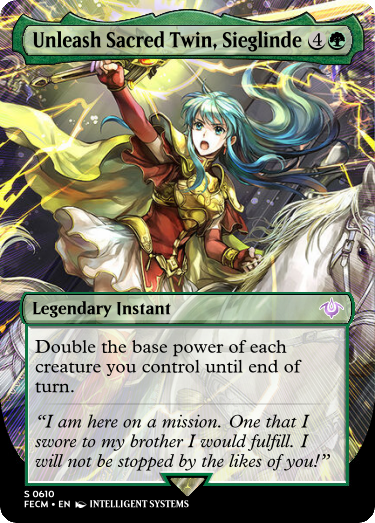 Unleash Sacred Twin, Sieglinde 4
Legendary Instant
Double the base power of each
creature you control until end of
turn.
“I am here on a mission. One that I
swore to my brother I would fulfill. I
will not be stopped by the likes of you!”
S 0610
FECM • EN INTELLIGENT SYSTEMS